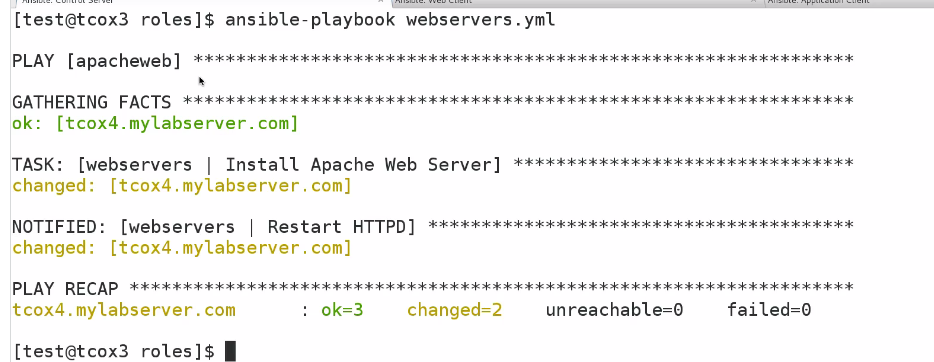 Ansible: Control Server Ansible: Web Client Ansible: Application Client
[test@tcox3 roles]$ ansible-playbook webservers.yml
PLAY [apacheweb] **************************************************************
GATHERING FACTS ***************************************************************
ok: [tcox4.mylabserver.com]
TASK: [webservers | Install Apache Web Server] ********************************
changed: [tcox4.mylabserver.com]
NOTIFIED: [webservers | Restart HTTPD] ****************************************
changed: [tcox4.mylabserver.com]
PLAY RECAP ********************************************************************
tcox4.mylabserver.com : ok=3 changed=2 unreachable=0 failed=0
[test@tcox3 roles]$